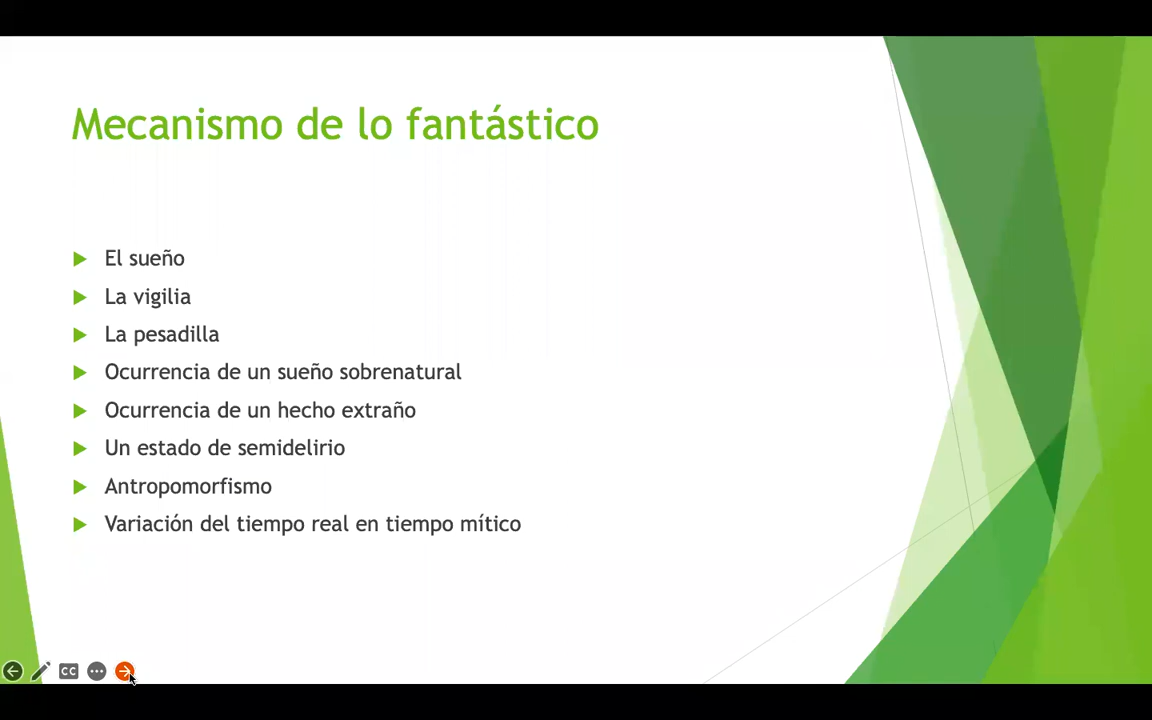 Mecanismo de lo fantástico
El sueño
La vigilia
La pesadilla
Ocurrencia de un sueño sobrenatural
Ocurrencia de un hecho extraño
Un estado de semidelirio
Antropomorfismo
Variación del tiempo real en tiempo mítico
CC